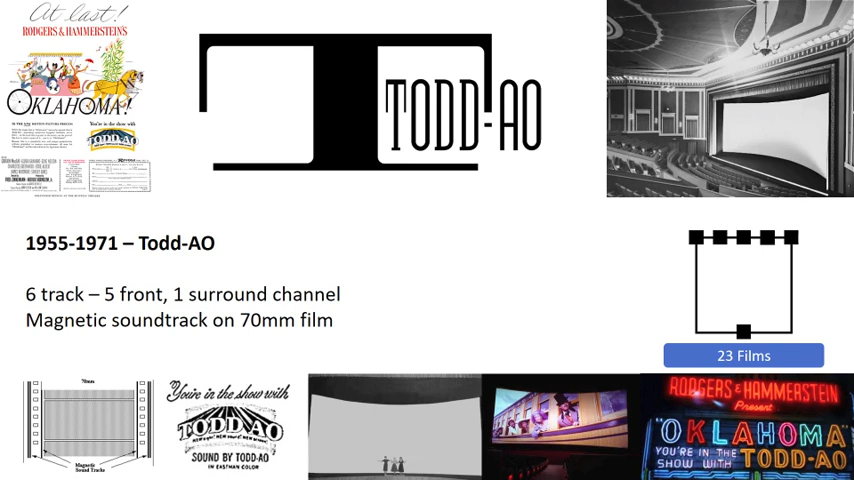 At last!
RODGERS & HAMMERSTEIN'S
OKLAHOMA!
You're in the show with
TODD-AO
TODD-AO
1955-1971 – Todd-AO
6 track – 5 front, 1 surround channel
Magnetic soundtrack on 70mm film
23 Films
70mm
Magnetic
Sound Tracks
You're in the show with
TODD-AO
SOUND BY TODD-AO
IN EASTMAN COLOR
RODGERS & HAMMERSTEIN
Present
"OKLAHOMA"
YOU'RE IN THE
SHOW WITH TODD-AO